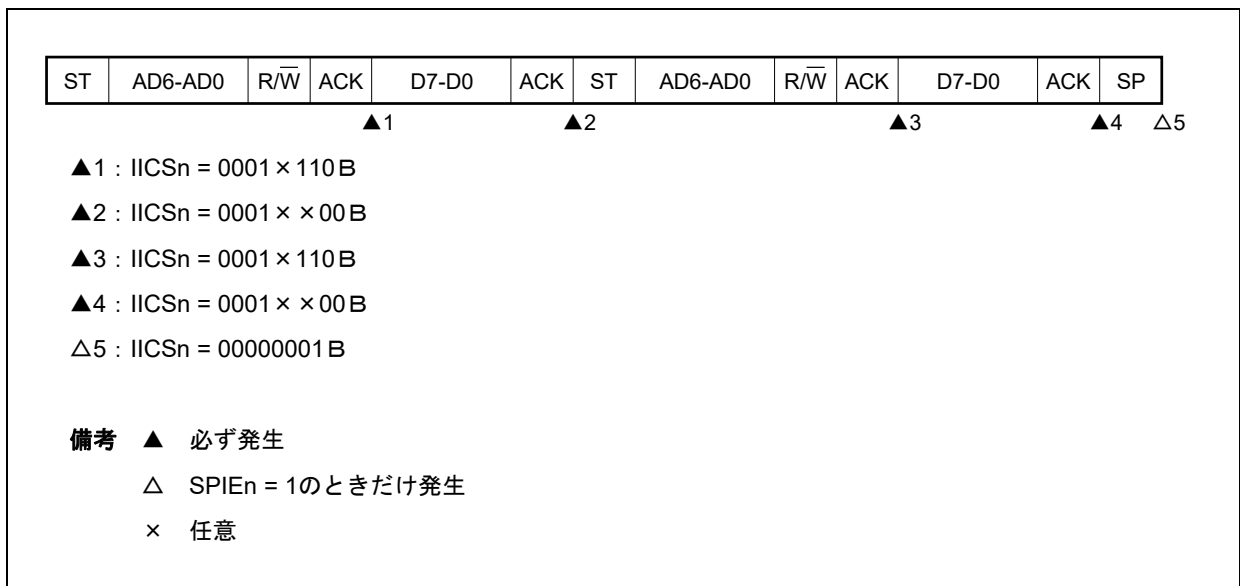 ST AD6-AD0 R/W̅ ACK D7-D0 ACK ST AD6-AD0 R/W̅ ACK D7-D0 ACK SP
▲1 ▲2 ▲3 ▲4 △5
▲1：IICSn = 0001×110B
▲2：IICSn = 0001××00B
▲3：IICSn = 0001×110B
▲4：IICSn = 0001××00B
△5：IICSn = 00000001B
備考 ▲ 必ず発生
△ SPIEn = 1のときだけ発生
× 任意